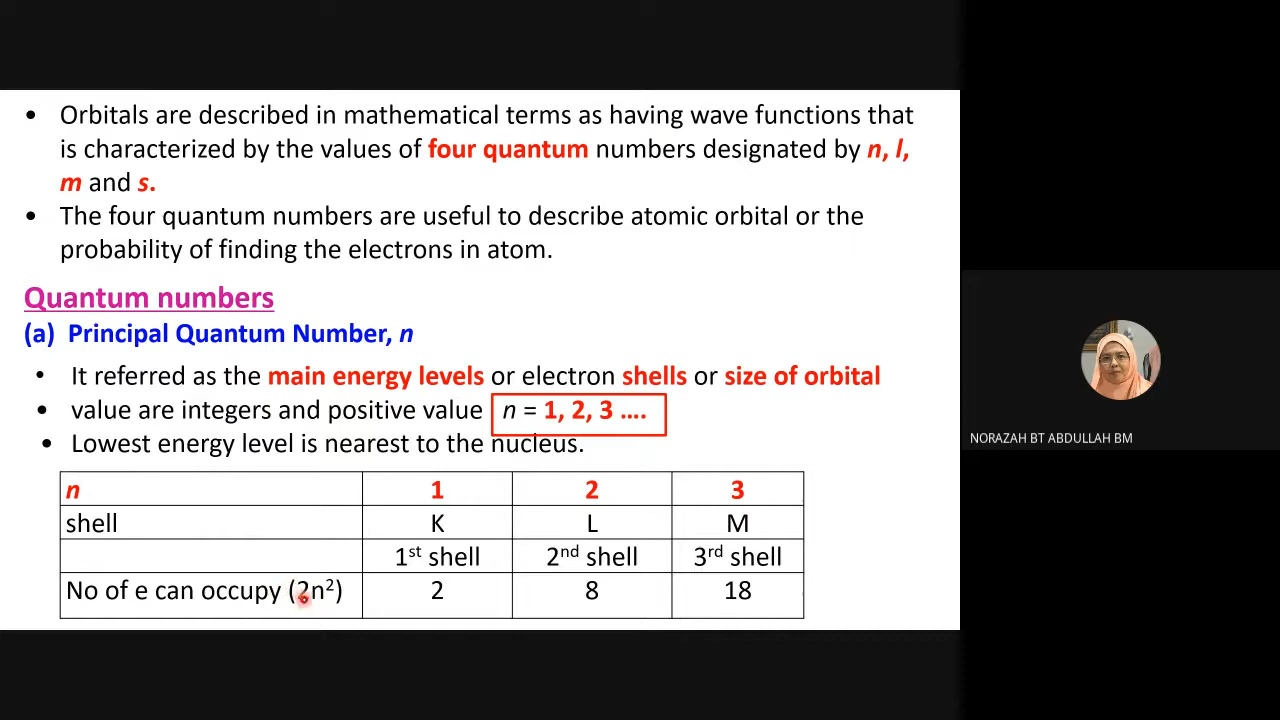 • Orbitals are described in mathematical terms as having wave functions that
is characterized by the values of four quantum numbers designated by n, l,
m and s.
• The four quantum numbers are useful to describe atomic orbital or the
probability of finding the electrons in atom.
Quantum numbers
(a) Principal Quantum Number, n
• It referred as the main energy levels or electron shells or size of orbital
• value are integers and positive value n = 1, 2, 3 ....
• Lowest energy level is nearest to the nucleus.
n 1 2 3
shell K L M
1st shell 2nd shell 3rd shell
No of e can occupy (2n²) 2 8 18
NORAZAH BT ABDULLAH BM